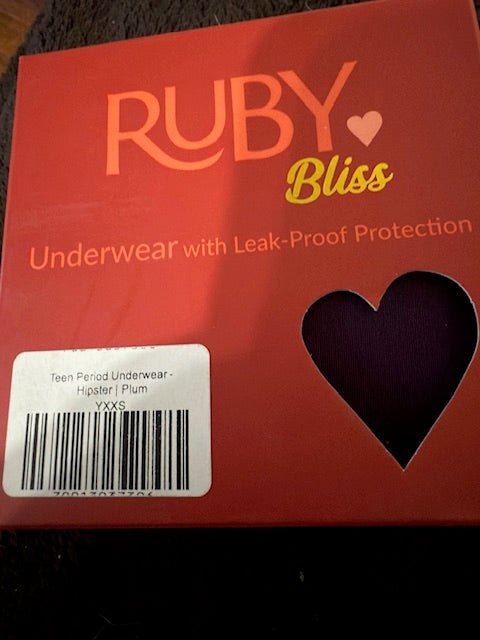 RUBY
Bliss
Underwear with Leak-Proof Protection
Teen Period Underwear -
Hipster | Plum
YXXS